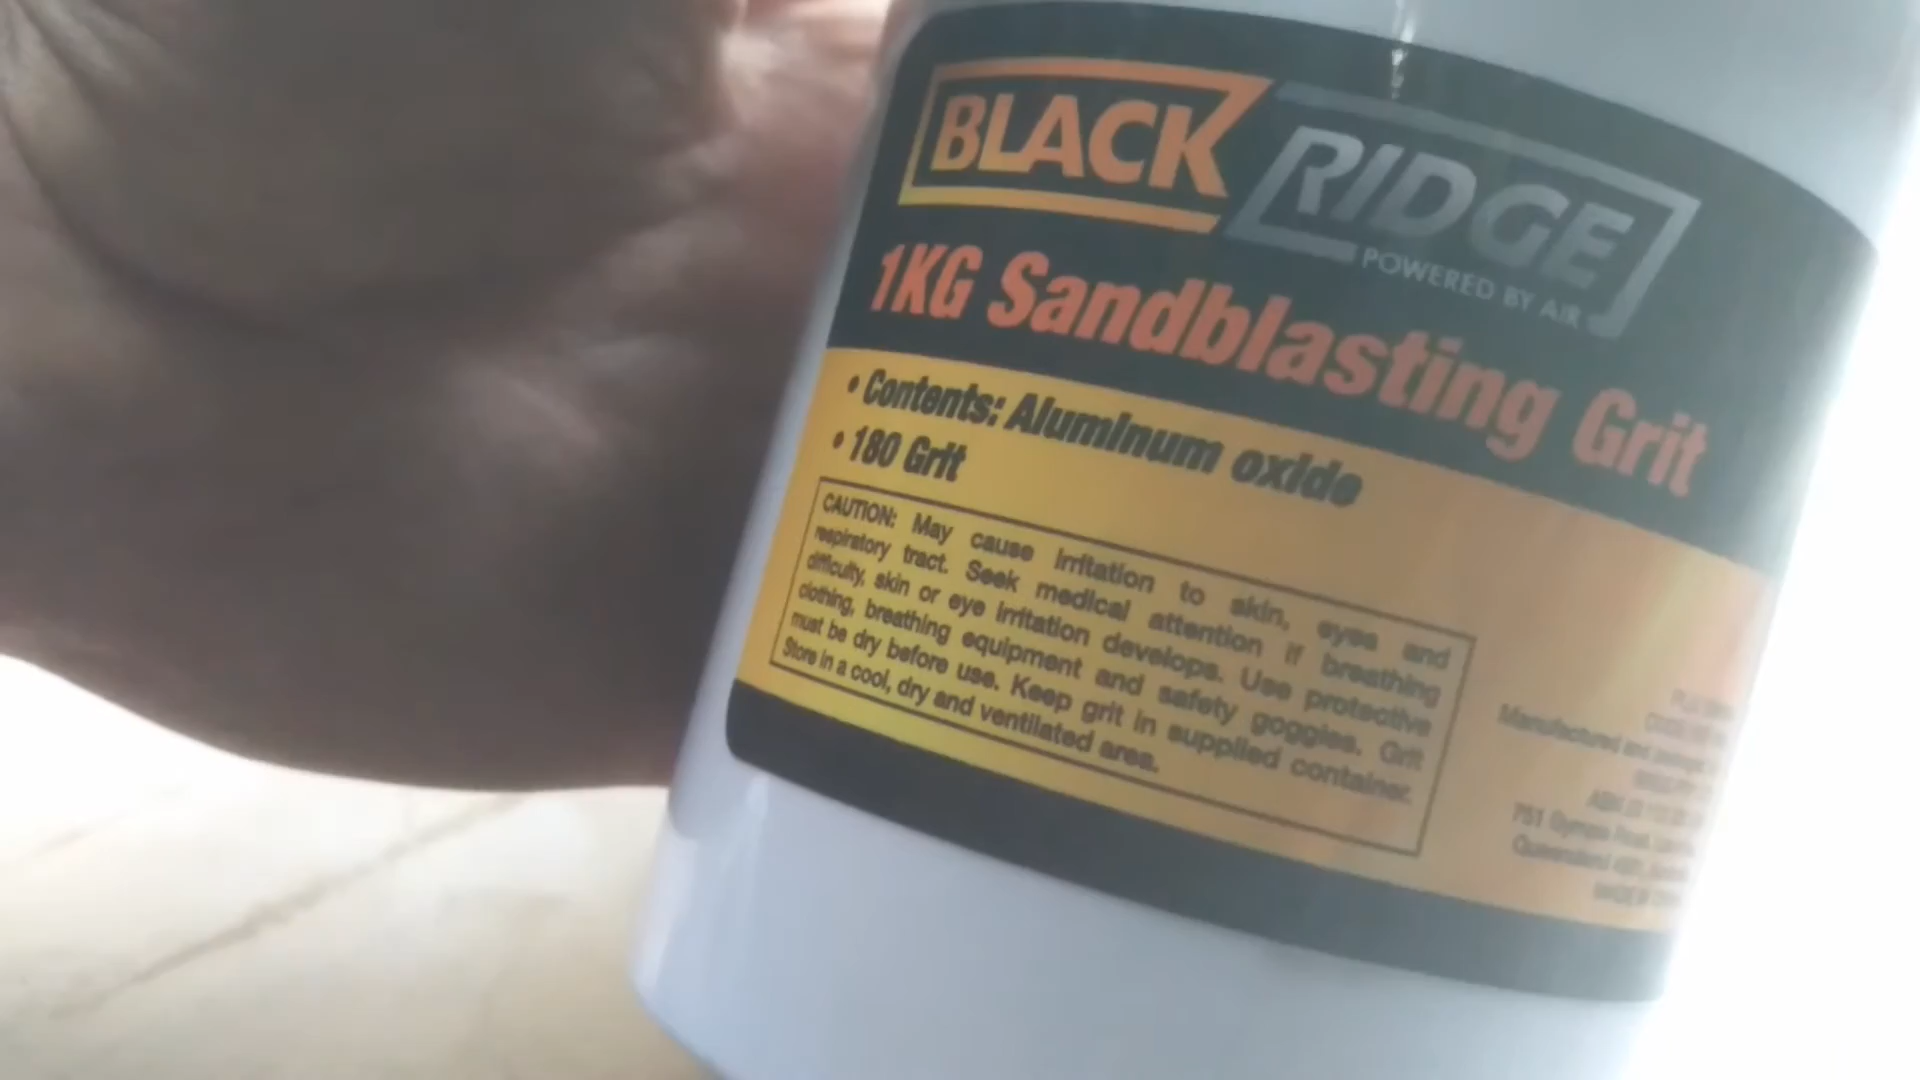 BLACK RIDGE
POWERED BY AIR
1KG Sandblasting Grit
• Contents: Aluminum oxide
• 180 Grit
CAUTION: May cause irritation to skin, eyes and
respiratory tract. Seek medical attention if breathing
difficulty, skin or eye irritation develops. Use protective
clothing, breathing equipment and safety goggles. Grit
must be dry before use. Keep grit in supplied container.
Store in a cool, dry and ventilated area.
Manufactured and
751
Queensland